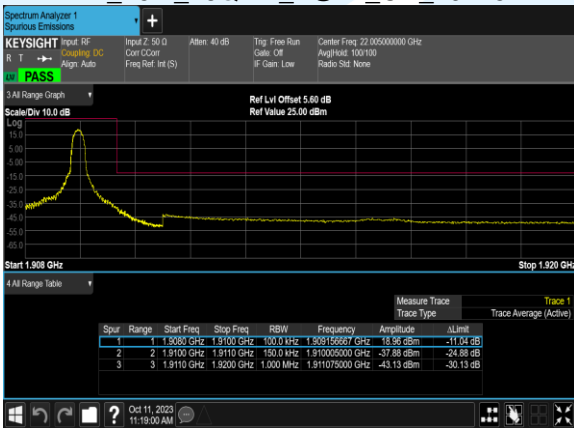 Spectrum Analyzer 1
Spurious Emissions
KEYSIGHT Input: RF Input Z: 50 Ω Atten: 40 dB Trig: Free Run Center Freq: 22.005000000 GHz
R T Coupling: DC Corr CCorr Gate: Off Avg|Hold: 100/100
Align: Auto Freq Ref: Int (S) IF Gain: Low Radio Std: None
PASS
3 All Range Graph
Ref Lvl Offset 5.60 dB
Scale/Div 10.0 dB Ref Value 25.00 dBm
Log
15.0
5.00
-5.00
-15.0
-25.0
-35.0
-45.0
-55.0
-65.0
Start 1.908 GHz Stop 1.920 GHz
4 All Range Table
Measure Trace Trace 1
Trace Type Trace Average (Active)
Spur Range Start Freq Stop Freq RBW Frequency Amplitude ΔLimit
1 1 1.9080 GHz 1.9100 GHz 100.0 kHz 1.909156667 GHz 18.96 dBm -11.04 dB
2 2 1.9100 GHz 1.9110 GHz 150.0 kHz 1.910005000 GHz -37.88 dBm -24.88 dB
3 3 1.9110 GHz 1.9200 GHz 1.000 MHz 1.911075000 GHz -43.13 dBm -30.13 dB
Oct 11, 2023
11:19:00 AM